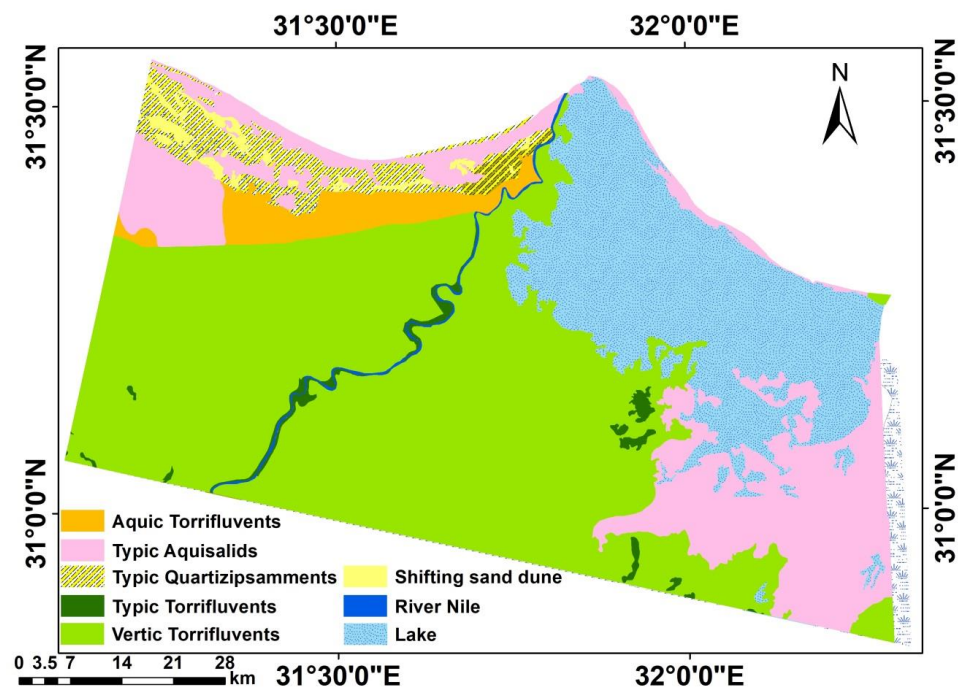 31°30'0"E 32°0'0"E
N
31°30'0"N 31°30'0"N
31°0'0"N 31°0'0"N
Aquic Torrifluvents
Typic Aquisalids
Typic Quartizipsamments Shifting sand dune
Typic Torrifluvents River Nile
Vertic Torrifluvents Lake
0 3.5 7 14 21 28
km
31°30'0"E 32°0'0"E